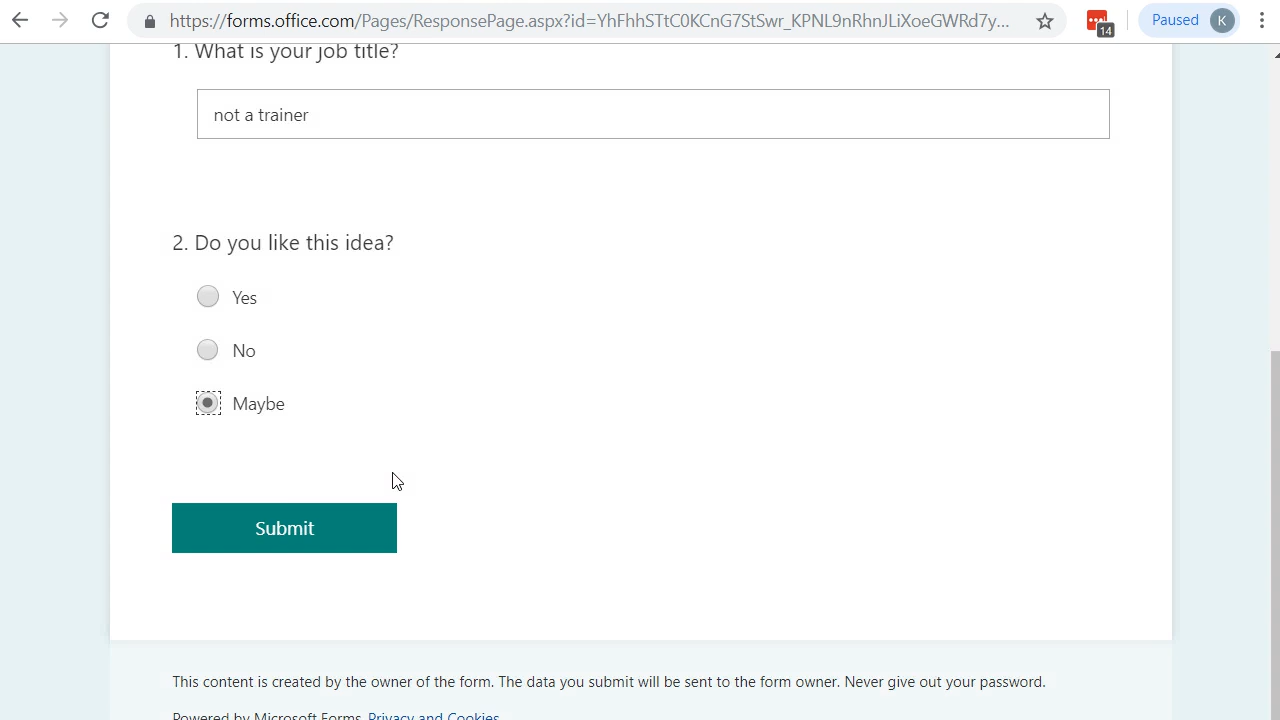 https://forms.office.com/Pages/ResponsePage.aspx?id=YhFhhSTtC0KCnG7StSwr_KPNL9nRhnJLiXoeGWRd7y...
14
Paused
K
1. What is your job title?
not a trainer
2. Do you like this idea?
Yes
No
Maybe
Submit
This content is created by the owner of the form. The data you submit will be sent to the form owner. Never give out your password.
Powered by Microsoft Forms Privacy and Cookies